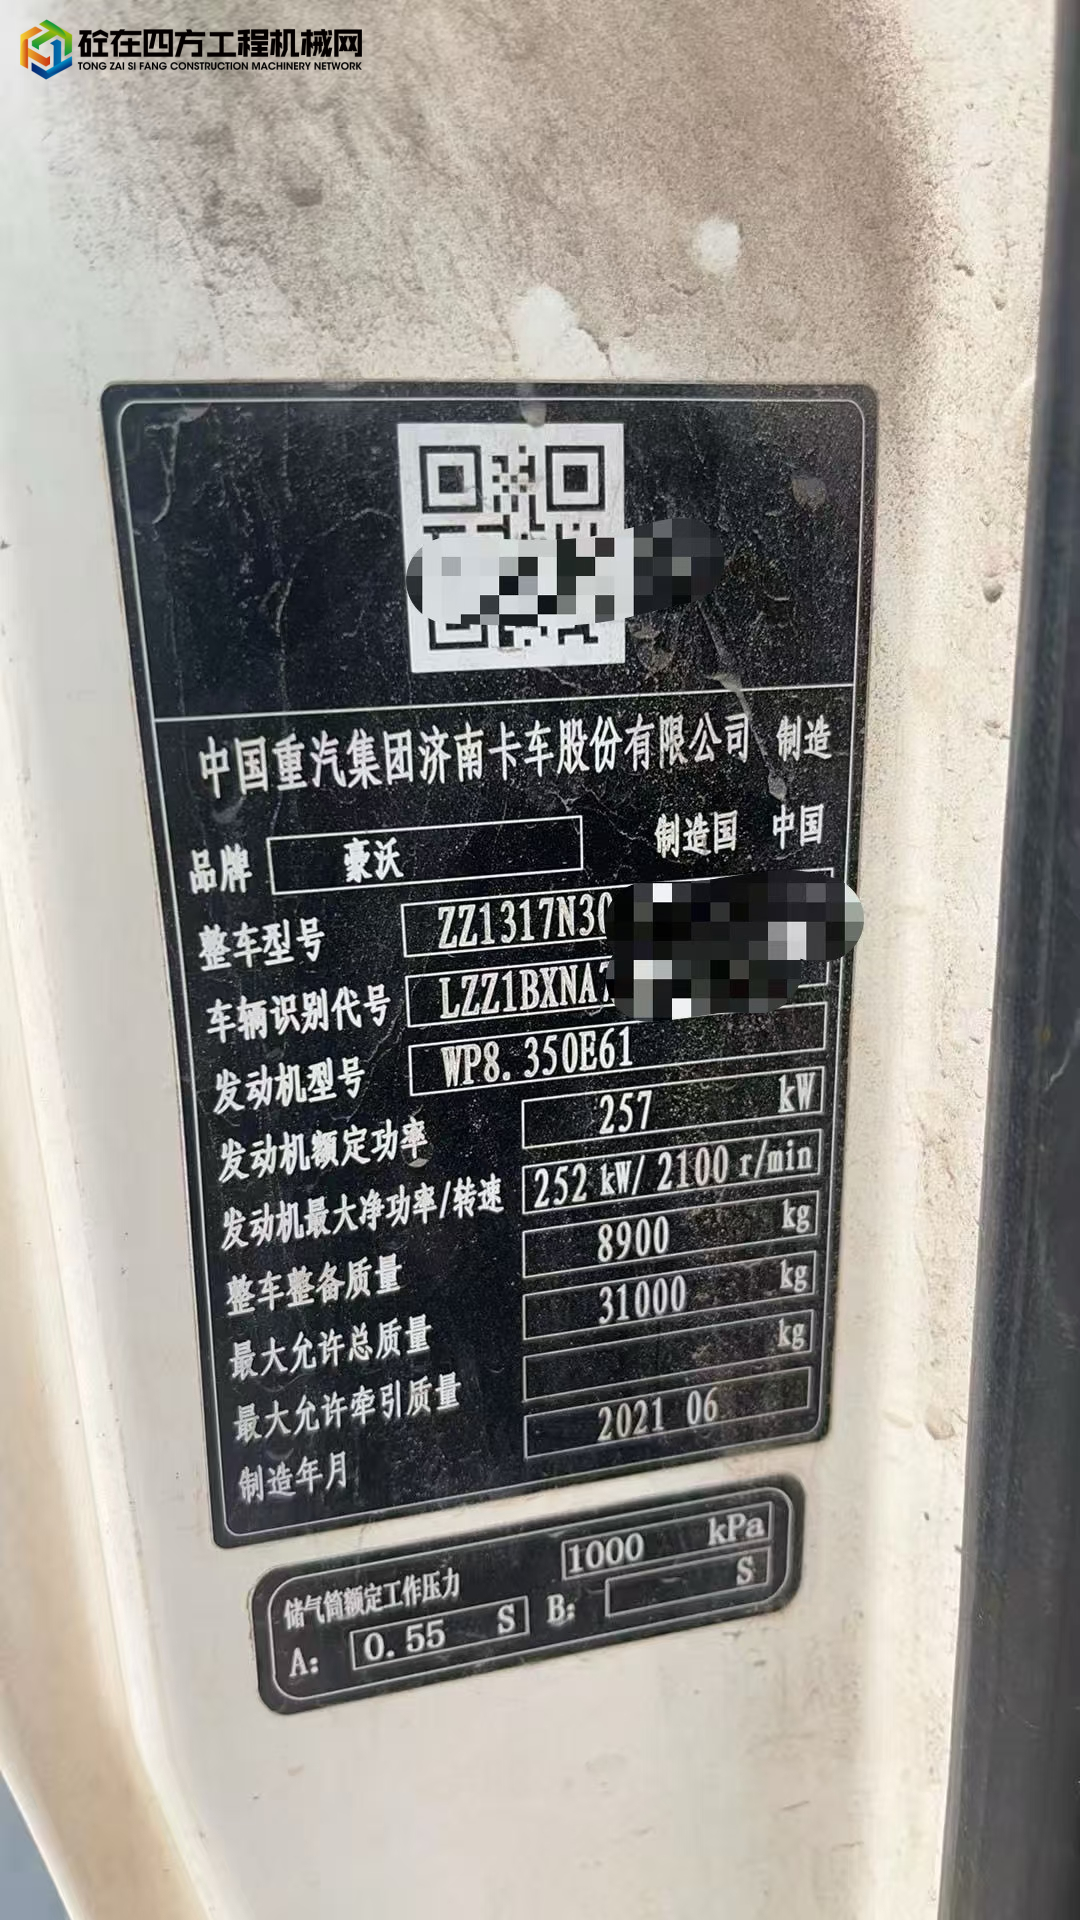 砼在四方工程机械网
TONG ZAI SI FANG CONSTRUCTION MACHINERY NETWORK
中国重汽集团济南卡车股份有限公司 制造
品牌 豪沃 制造国 中国
整车型号 ZZ1317N3
车辆识别代号 LZZ1BXNA
发动机型号 WP8.350E61
发动机额定功率 257 kW
发动机最大净功率/转速 252 kW/ 2100 r/min
整车整备质量 8900 kg
最大允许总质量 31000 kg
最大允许牵引质量 kg
制造年月 2021 06
储气筒额定工作压力 1000 kPa
A: 0.55 S B: S